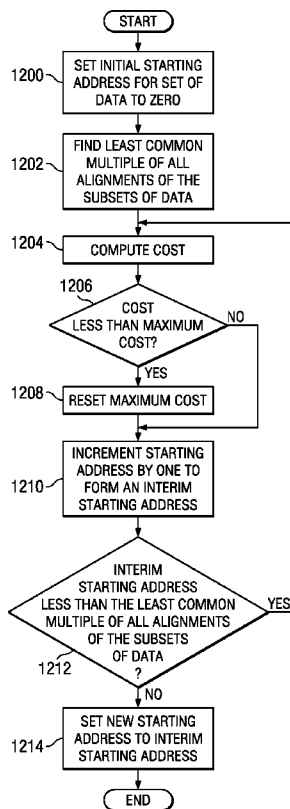 START
1200
SET INITIAL STARTING
ADDRESS FOR SET OF
DATA TO ZERO
1202
FIND LEAST COMMON
MULTIPLE OF ALL
ALIGNMENTS OF THE
SUBSETS OF DATA
1204
COMPUTE COST
1206
COST
LESS THAN MAXIMUM
COST?
NO
YES
1208
RESET MAXIMUM COST
1210
INCREMENT STARTING
ADDRESS BY ONE TO
FORM AN INTERIM
STARTING ADDRESS
INTERIM
STARTING ADDRESS
LESS THAN THE LEAST COMMON
MULTIPLE OF ALL ALIGNMENTS
OF THE SUBSETS
OF DATA
?
YES
1212
NO
1214
SET NEW STARTING
ADDRESS TO INTERIM
STARTING ADDRESS
END